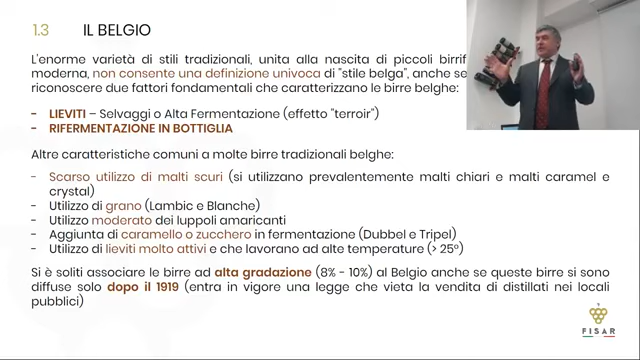 1.3 IL BELGIO
L'enorme varietà di stili tradizionali, unita alla nascita di piccoli birrif
moderna, non consente una definizione univoca di "stile belga", anche se
riconoscere due fattori fondamentali che caratterizzano le birre belghe:
- LIEVITI – Selvaggi o Alta Fermentazione (effetto "terroir")
- RIFERMENTAZIONE IN BOTTIGLIA
Altre caratteristiche comuni a molte birre tradizionali belghe:
- Scarso utilizzo di malti scuri (si utilizzano prevalentemente malti chiari e malti caramel e
crystal)
- Utilizzo di grano (Lambic e Blanche)
- Utilizzo moderato dei luppoli amaricanti
- Aggiunta di caramello o zucchero in fermentazione (Dubbel e Tripel)
- Utilizzo di lieviti molto attivi e che lavorano ad alte temperature (> 25°)
Si è soliti associare le birre ad alta gradazione (8% - 10%) al Belgio anche se queste birre si sono
diffuse solo dopo il 1919 (entra in vigore una legge che vieta la vendita di distillati nei locali
pubblici)
FISAR